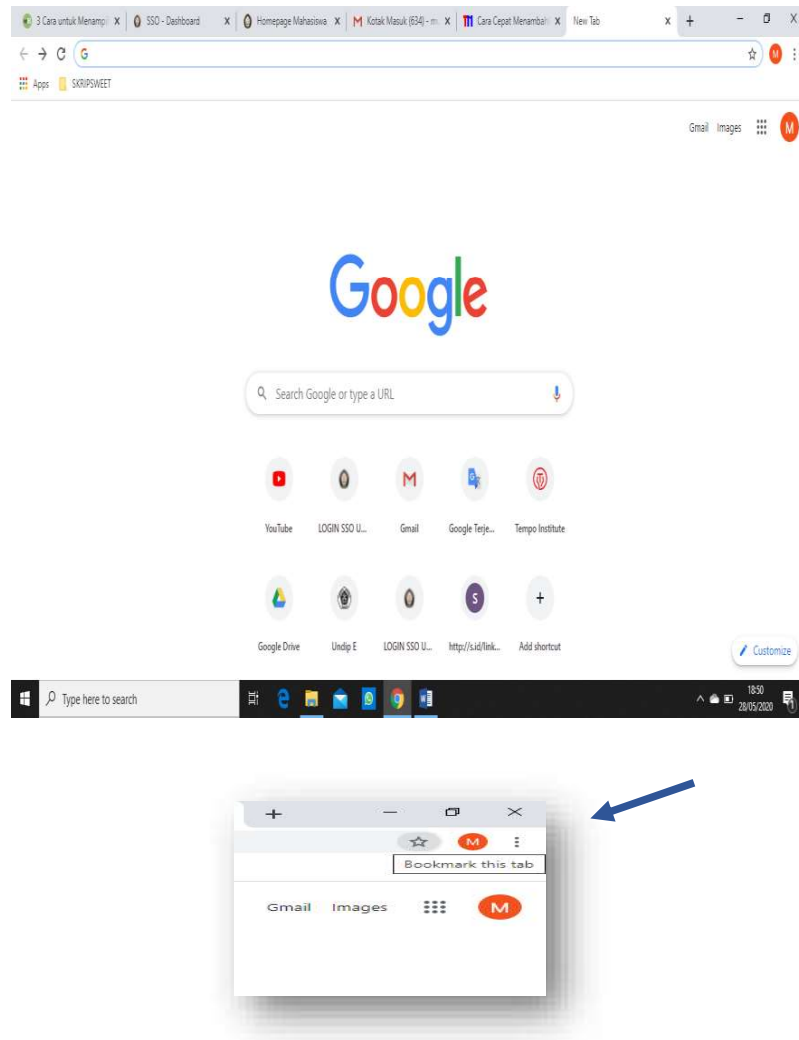 3 Cara untuk Menampi
SSO - Dashboard
Homepage Mahasiswa
Kotak Masuk (634) - m
Cara Cepat Menambah
New Tab
Apps
SKRIPSWEET
Gmail Images
M
Google
Search Google or type a URL
YouTube
LOGIN SSO U...
Gmail
Google Terje...
Tempo Institute
Google Drive
Undip E
LOGIN SSO U...
http://s.id/link...
Add shortcut
Customize
Type here to search
18:50
28/05/2020
M
Bookmark this tab
Gmail Images
M